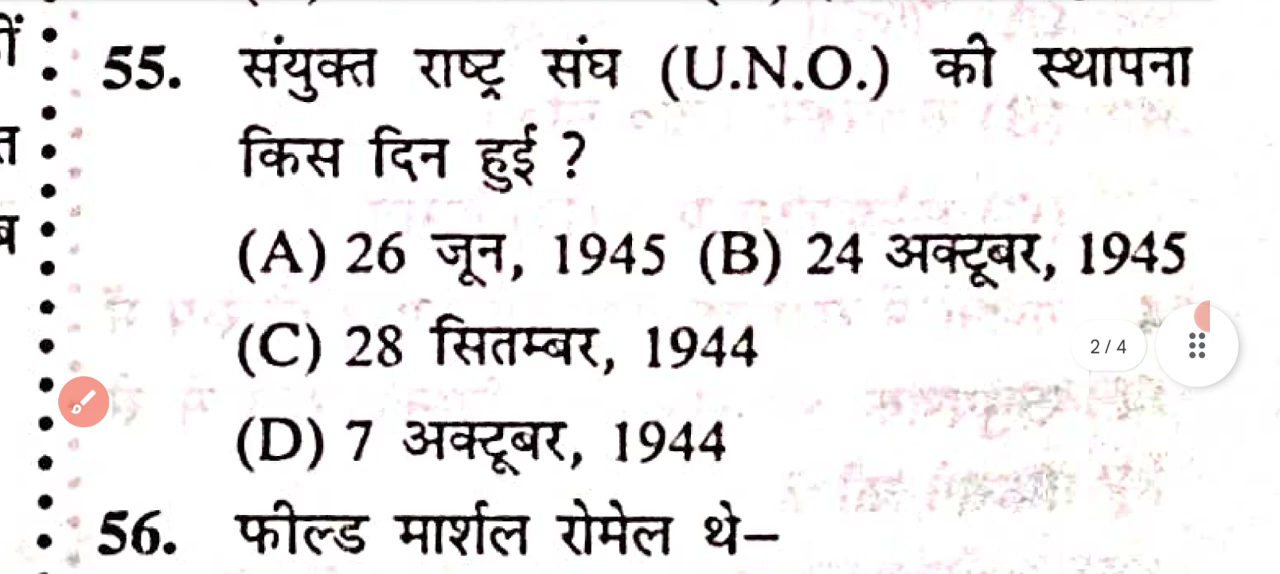 55. संयुक्त राष्ट्र संघ (U.N.O.) की स्थापना
किस दिन हुई ?
(A) 26 जून, 1945 (B) 24 अक्टूबर, 1945
(C) 28 सितम्बर, 1944
2 / 4
(D) 7 अक्टूबर, 1944
56. फील्ड मार्शल रोमेल थे–